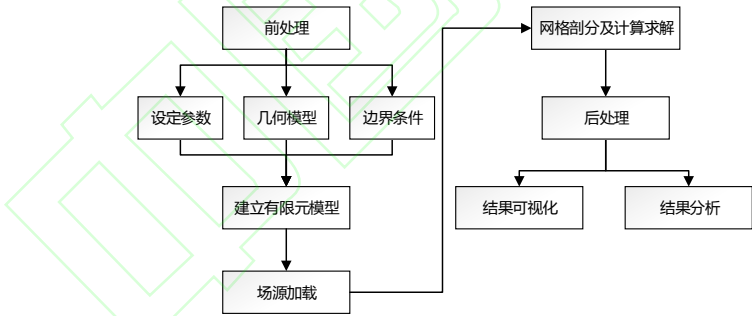 前处理
设定参数
几何模型
边界条件
建立有限元模型
场源加载
网格剖分及计算求解
后处理
结果可视化
结果分析